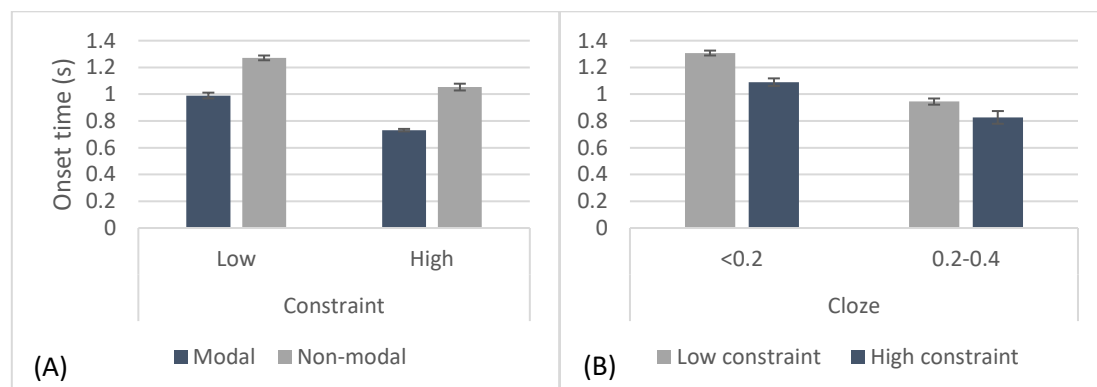 Onset time (s)
1.4
1.2
1
0.8
0.6
0.4
0.2
0
Low High
Constraint
(A) Modal Non-modal
1.4
1.2
1
0.8
0.6
0.4
0.2
0
<0.2 0.2-0.4
Cloze
(B) Low constraint High constraint